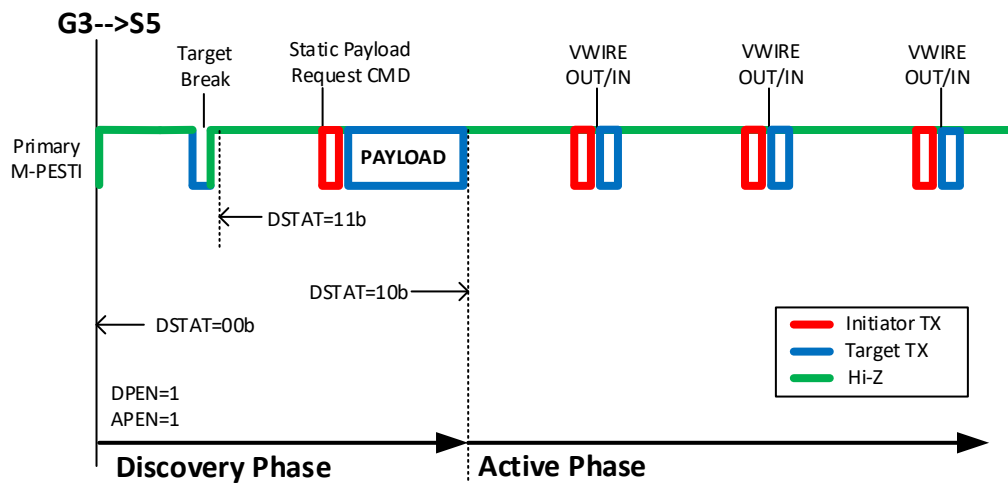 G3-->S5
Target
Break
Static Payload
Request CMD
VWIRE
OUT/IN
VWIRE
OUT/IN
VWIRE
OUT/IN
Primary
M-PESTI
PAYLOAD
DSTAT=11b
DSTAT=10b
DSTAT=00b
Initiator TX
Target TX
Hi-Z
DPEN=1
APEN=1
Discovery Phase
Active Phase